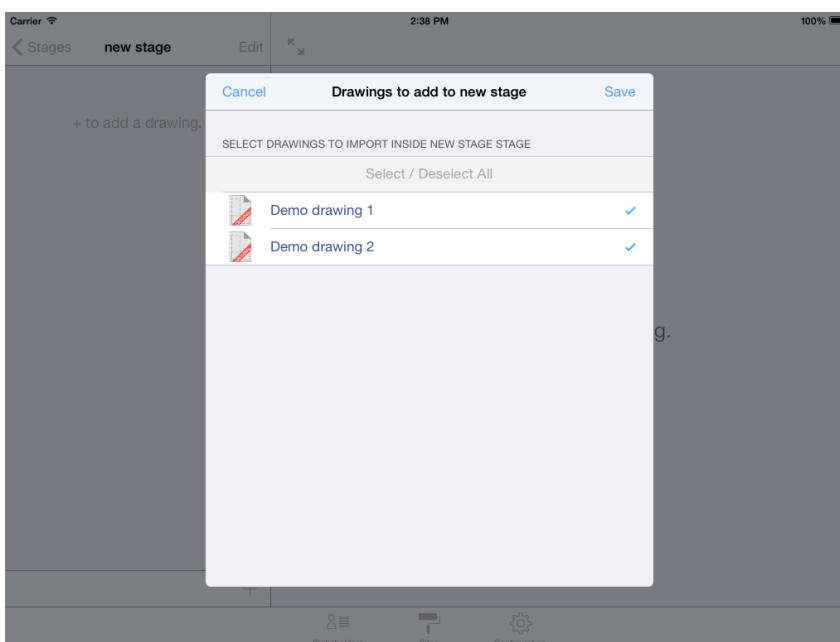 Carrier 2:38 PM 100%
Stages new stage Edit
Cancel Drawings to add to new stage Save
+ to add a drawing.
SELECT DRAWINGS TO IMPORT INSIDE NEW STAGE STAGE
Select / Deselect All
Demo drawing 1
Demo drawing 2
g.